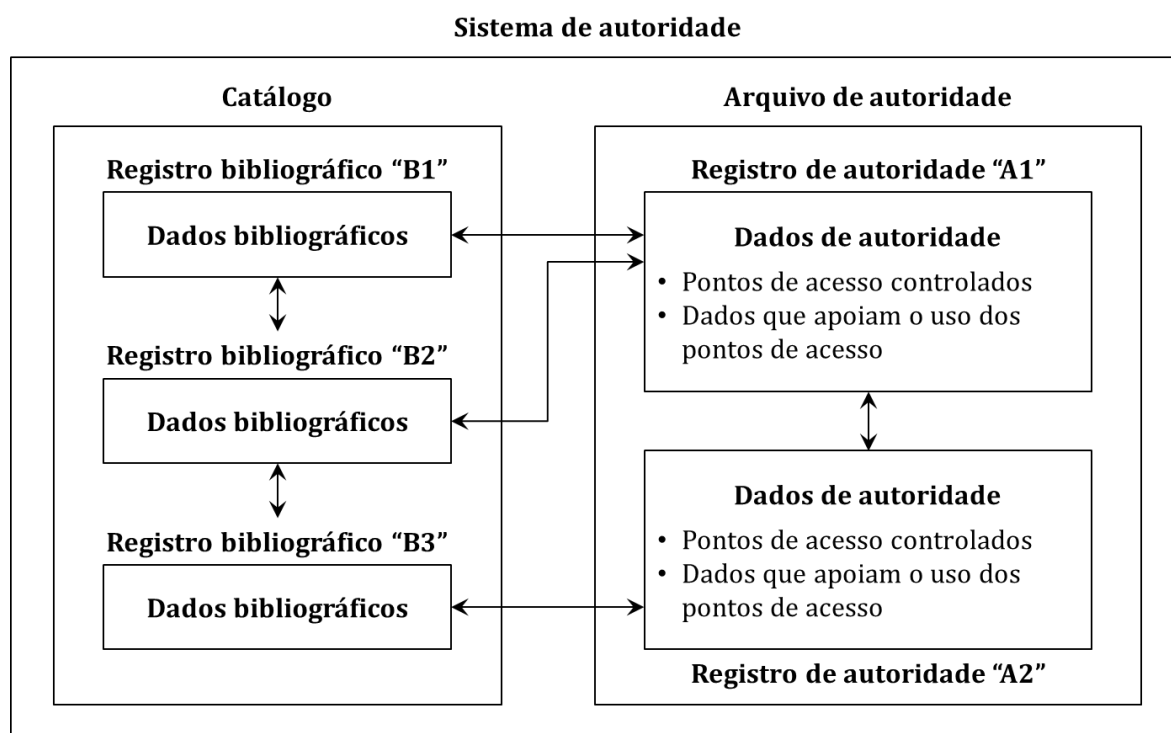 Sistema de autoridade
Catálogo
Registro bibliográfico “B1”
Dados bibliográficos
Registro bibliográfico “B2”
Dados bibliográficos
Registro bibliográfico “B3”
Dados bibliográficos
Arquivo de autoridade
Registro de autoridade “A1”
Dados de autoridade
• Pontos de acesso controlados
• Dados que apoiam o uso dos
pontos de acesso
Dados de autoridade
• Pontos de acesso controlados
• Dados que apoiam o uso dos
pontos de acesso
Registro de autoridade “A2”